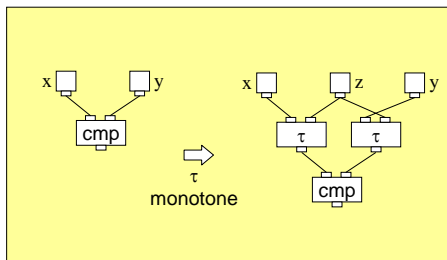 x y
cmp
τ
monotone
x z y
τ τ
cmp